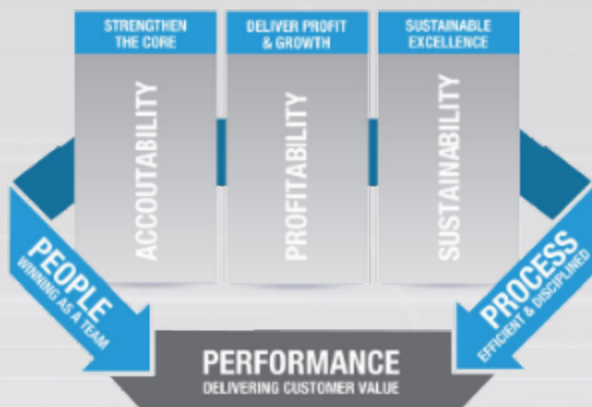 STRENGTHEN
THE CORE
DELIVER PROFIT
& GROWTH
SUSTAINABLE
EXCELLENCE
ACCOUTABILITY
PROFITABILITY
SUSTAINABILITY
PEOPLE
WINNING AS A TEAM
PROCESS
EFFICIENT & DISCIPLINED
PERFORMANCE
DELIVERING CUSTOMER VALUE